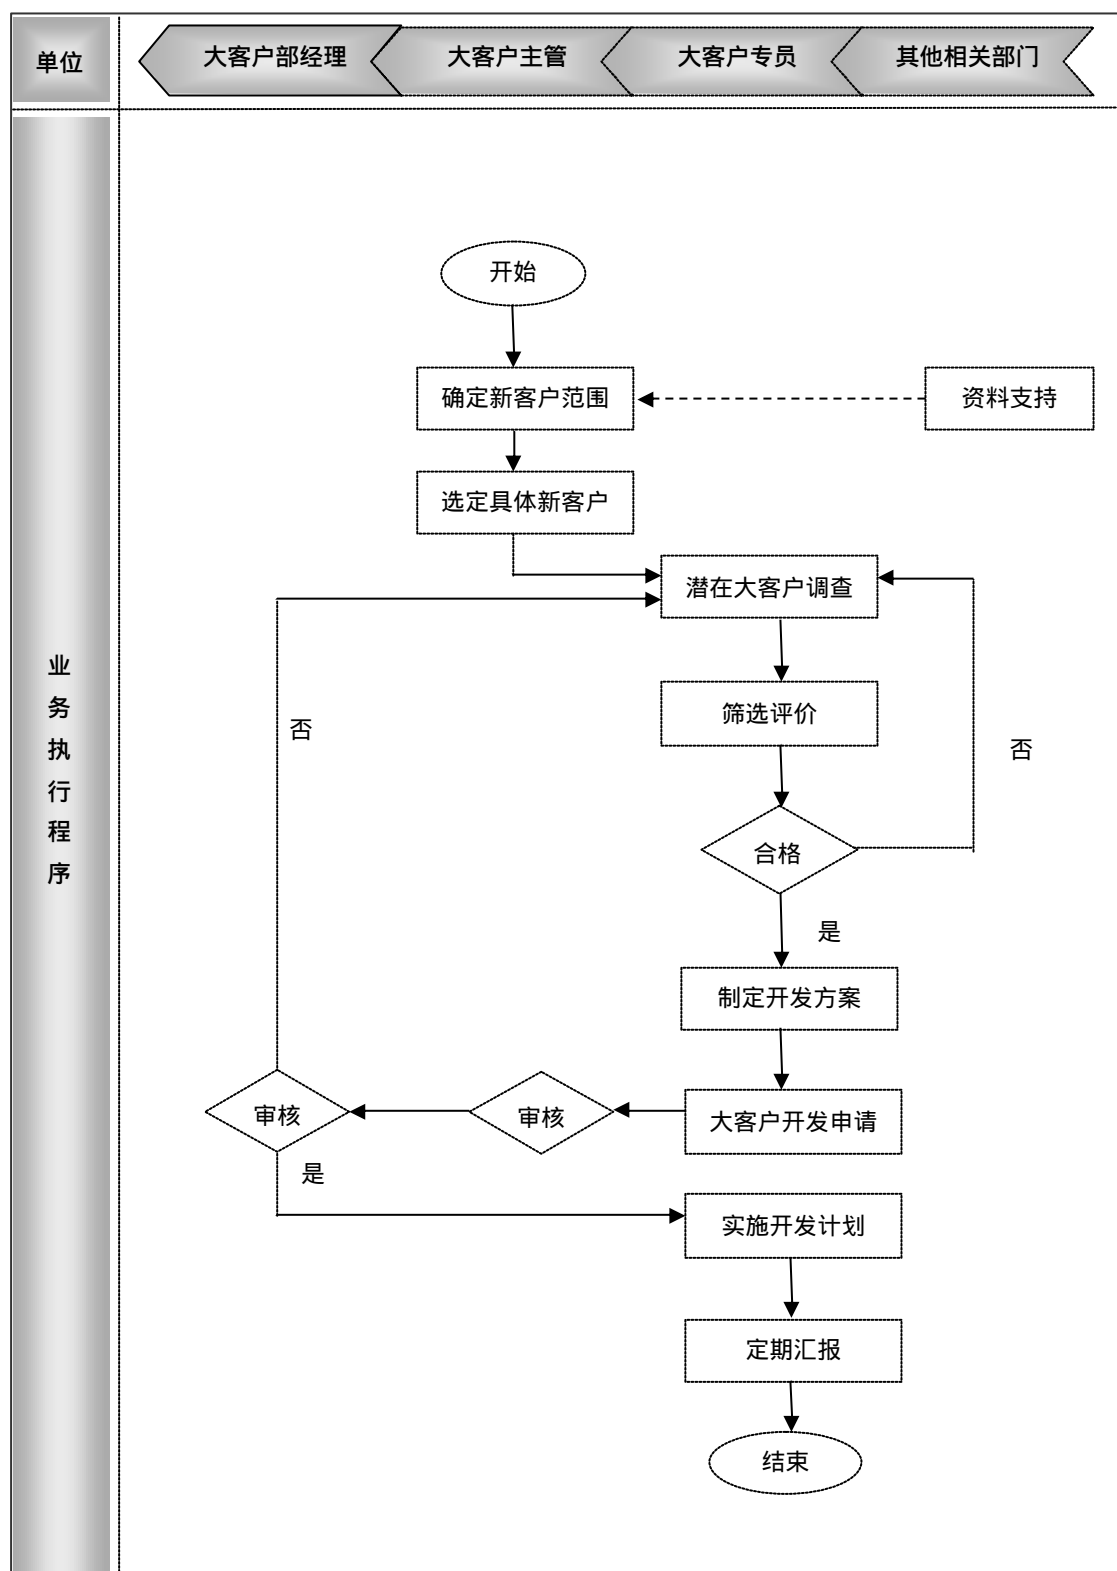 单位
大客户部经理
大客户主管
大客户专员
其他相关部门
业
务
执
行
程
序
开始
确定新客户范围
资料支持
选定具体新客户
潜在大客户调查
筛选评价
否
否
合格
是
制定开发方案
大客户开发申请
审核
审核
是
实施开发计划
定期汇报
结束